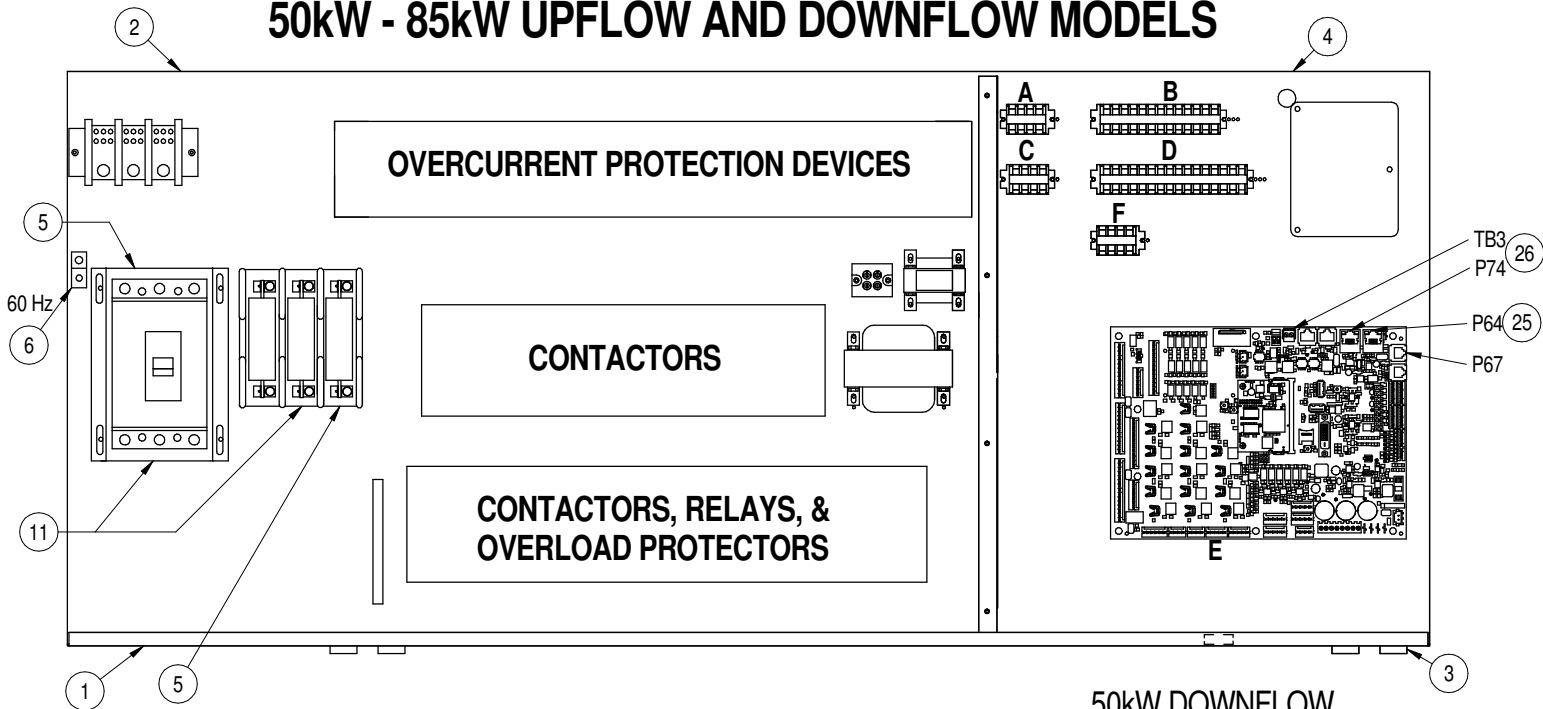 50kW - 85kW UPFLOW AND DOWNFLOW MODELS
2
4
A
B
OVERCURRENT PROTECTION DEVICES
C
D
5
F
TB3
26
P74
60 Hz
6
P64
25
CONTACTORS
P67
11
CONTACTORS, RELAYS, &
OVERLOAD PROTECTORS
E
1
5
3
50kW DOWNFLOW